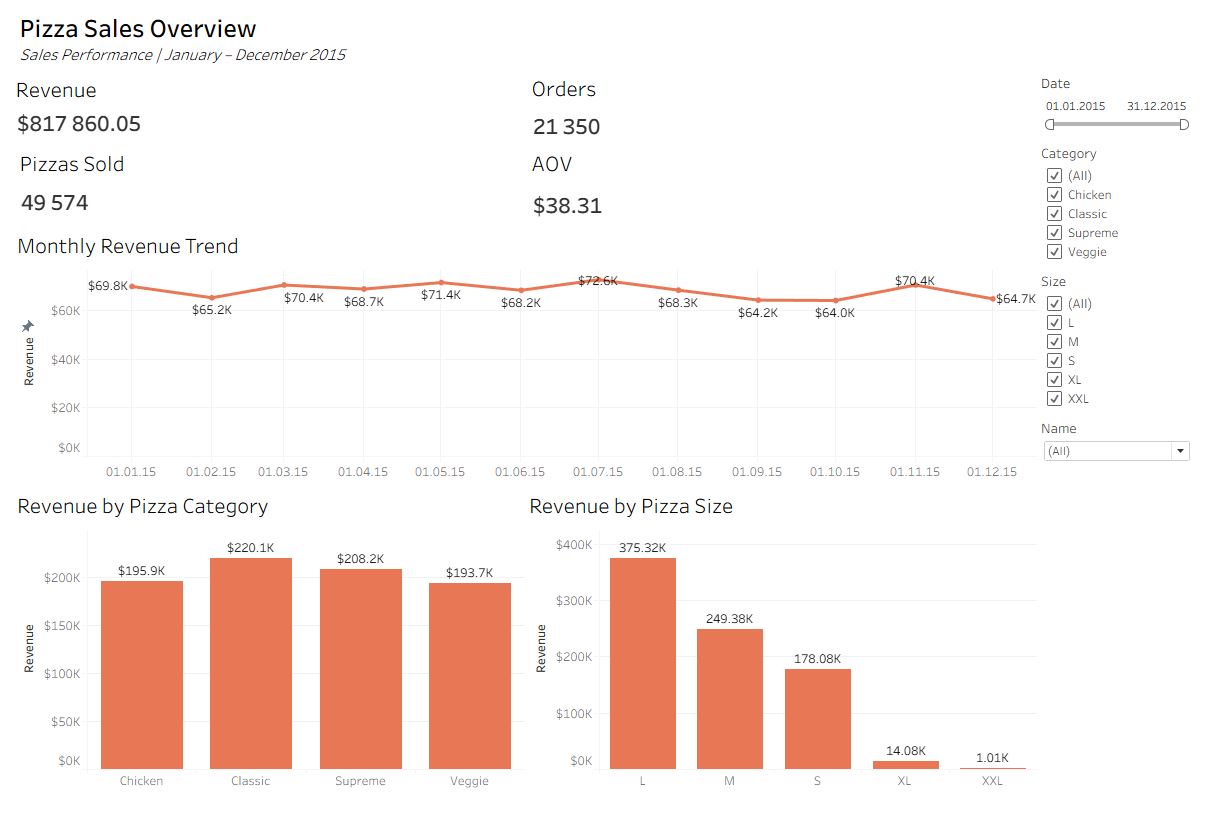 Pizza Sales Overview
Sales Performance | January – December 2015
Revenue
$817 860.05
Orders
21 350
Pizzas Sold
49 574
AOV
$38.31
Date
01.01.2015 31.12.2015
Category
(All)
Chicken
Classic
Supreme
Veggie
Size
(All)
L
M
S
XL
XXL
Name
(All)
Monthly Revenue Trend
Revenue
$60K
$40K
$20K
$0K
$69.8K
$65.2K
$70.4K
$68.7K
$71.4K
$68.2K
$72.6K
$68.3K
$64.2K
$64.0K
$70.4K
$64.7K
01.01.15 01.02.15 01.03.15 01.04.15 01.05.15 01.06.15 01.07.15 01.08.15 01.09.15 01.10.15 01.11.15 01.12.15
Revenue by Pizza Category
Revenue
$200K
$150K
$100K
$50K
$0K
$195.9K
$220.1K
$208.2K
$193.7K
Chicken Classic Supreme Veggie
Revenue by Pizza Size
Revenue
$400K
$300K
$200K
$100K
$0K
375.32K
249.38K
178.08K
14.08K
1.01K
L M S XL XXL